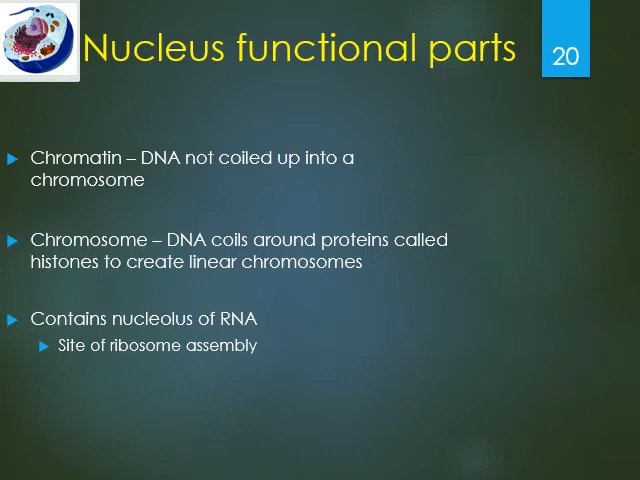 Nucleus functional parts
20
Chromatin – DNA not coiled up into a
chromosome
Chromosome – DNA coils around proteins called
histones to create linear chromosomes
Contains nucleolus of RNA
Site of ribosome assembly